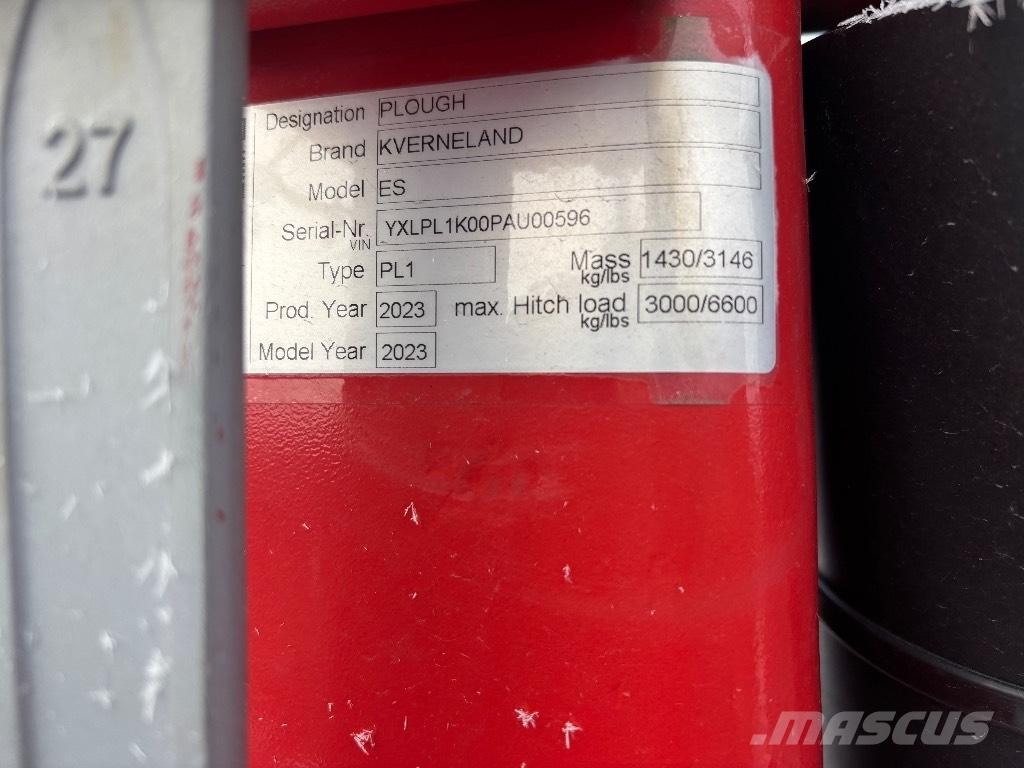 27
Designation PLOUGH
Brand KVERNELAND
Model ES
Serial-Nr. VIN YXLPL1K00PAU00596
Type PL1 Mass kg/lbs 1430/3146
Prod. Year 2023 max. Hitch load kg/lbs 3000/6600
Model Year 2023
MASCUS